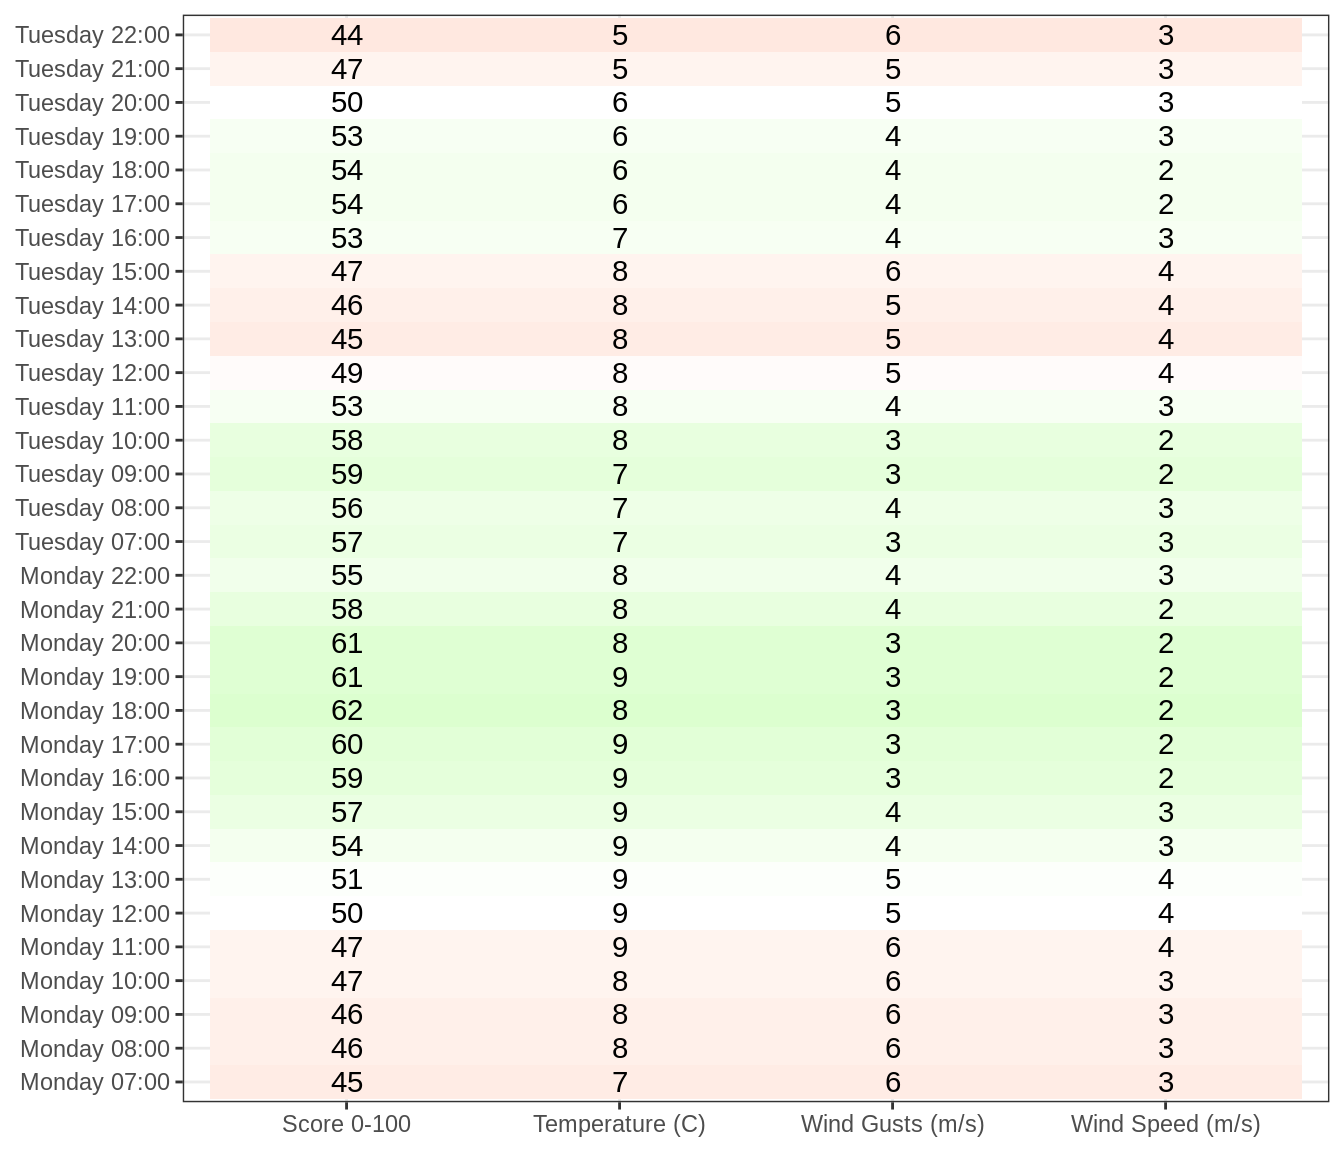 Tuesday 22:00 44 5 6 3
Tuesday 21:00 47 5 5 3
Tuesday 20:00 50 6 5 3
Tuesday 19:00 53 6 4 3
Tuesday 18:00 54 6 4 2
Tuesday 17:00 54 6 4 2
Tuesday 16:00 53 7 4 3
Tuesday 15:00 47 8 6 4
Tuesday 14:00 46 8 5 4
Tuesday 13:00 45 8 5 4
Tuesday 12:00 49 8 5 4
Tuesday 11:00 53 8 4 3
Tuesday 10:00 58 8 3 2
Tuesday 09:00 59 7 3 2
Tuesday 08:00 56 7 4 3
Tuesday 07:00 57 7 3 3
Monday 22:00 55 8 4 3
Monday 21:00 58 8 4 2
Monday 20:00 61 8 3 2
Monday 19:00 61 9 3 2
Monday 18:00 62 8 3 2
Monday 17:00 60 9 3 2
Monday 16:00 59 9 3 2
Monday 15:00 57 9 4 3
Monday 14:00 54 9 4 3
Monday 13:00 51 9 5 4
Monday 12:00 50 9 5 4
Monday 11:00 47 9 6 4
Monday 10:00 47 8 6 3
Monday 09:00 46 8 6 3
Monday 08:00 46 8 6 3
Monday 07:00 45 7 6 3
Score 0-100 Temperature (C) Wind Gusts (m/s) Wind Speed (m/s)